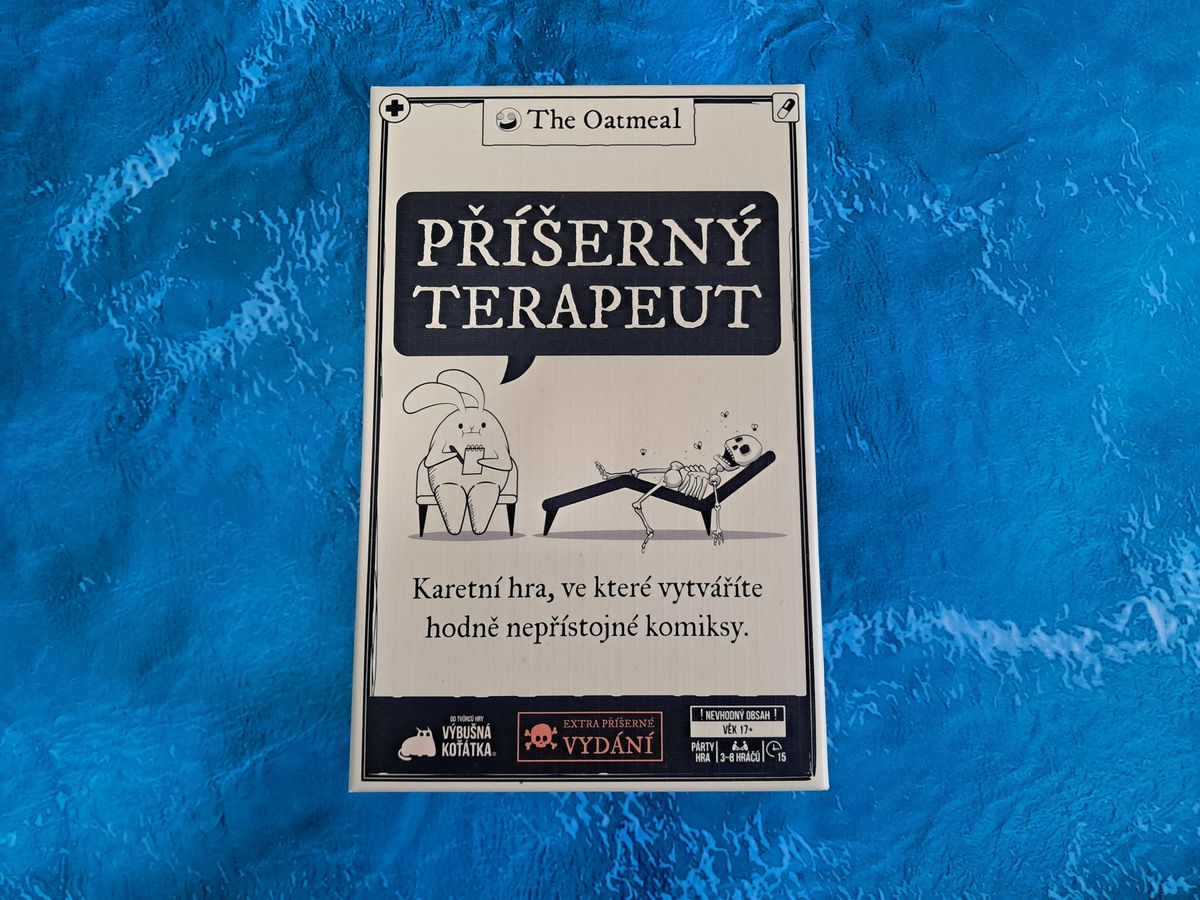 The Oatmeal
PŘÍŠERNÝ
TERAPEUT
Karetní hra, ve které vytváříte
hodně nepřístojné komiksy.
OD TVŮRCŮ HRY
VÝBUŠNÁ
KOŤÁTKA®
EXTRA PŘÍŠERNÉ
VYDÁNÍ
! NEVHODNÝ OBSAH !
VĚK 17+
PÁRTY
HRA
3-8 HRÁČŮ
15